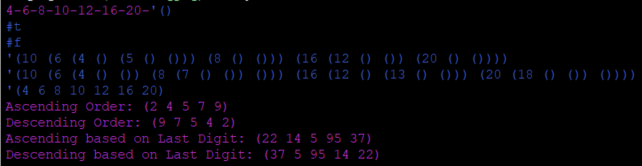 4-6-8-10-12-16-20-'()
#t
#f
'(10 (6 (4 () (5 () ())) (8 () ())) (16 (12 () ()) (20 () ())))
'(10 (6 (4 () ()) (8 (7 () ()) ())) (16 (12 () (13 () ())) (20 (18 () ()) ())))
'(4 6 8 10 12 16 20)
Ascending Order: (2 4 5 7 9)
Descending Order: (9 7 5 4 2)
Ascending based on Last Digit: (22 14 5 95 37)
Descending based on Last Digit: (37 5 95 14 22)